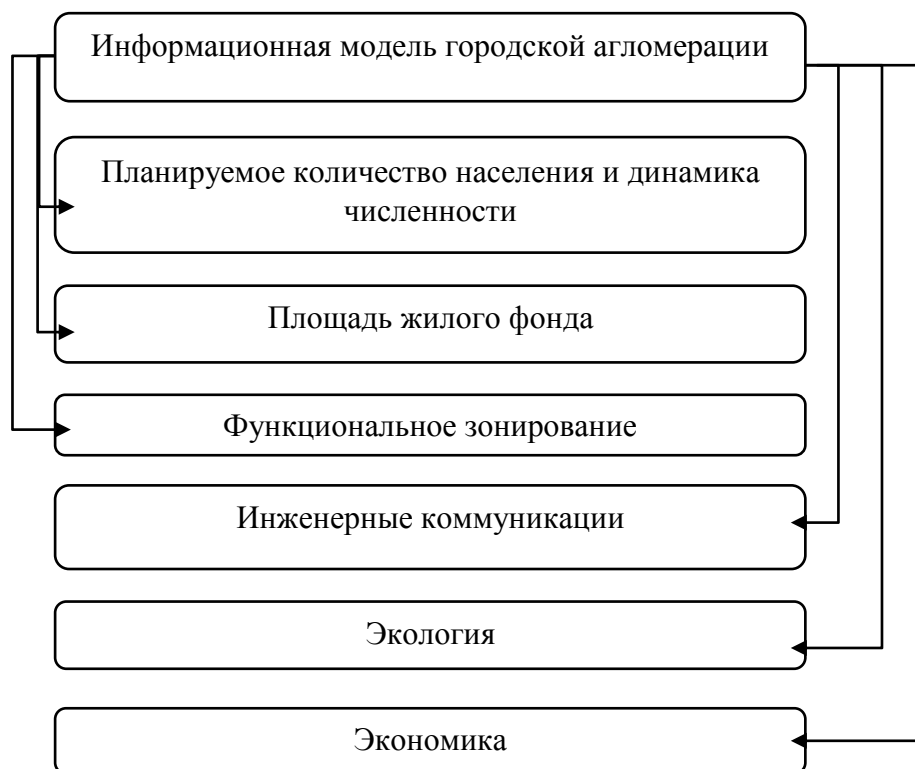 Информационная модель городской агломерации
Планируемое количество населения и динамика
численности
Площадь жилого фонда
Функциональное зонирование
Инженерные коммуникации
Экология
Экономика